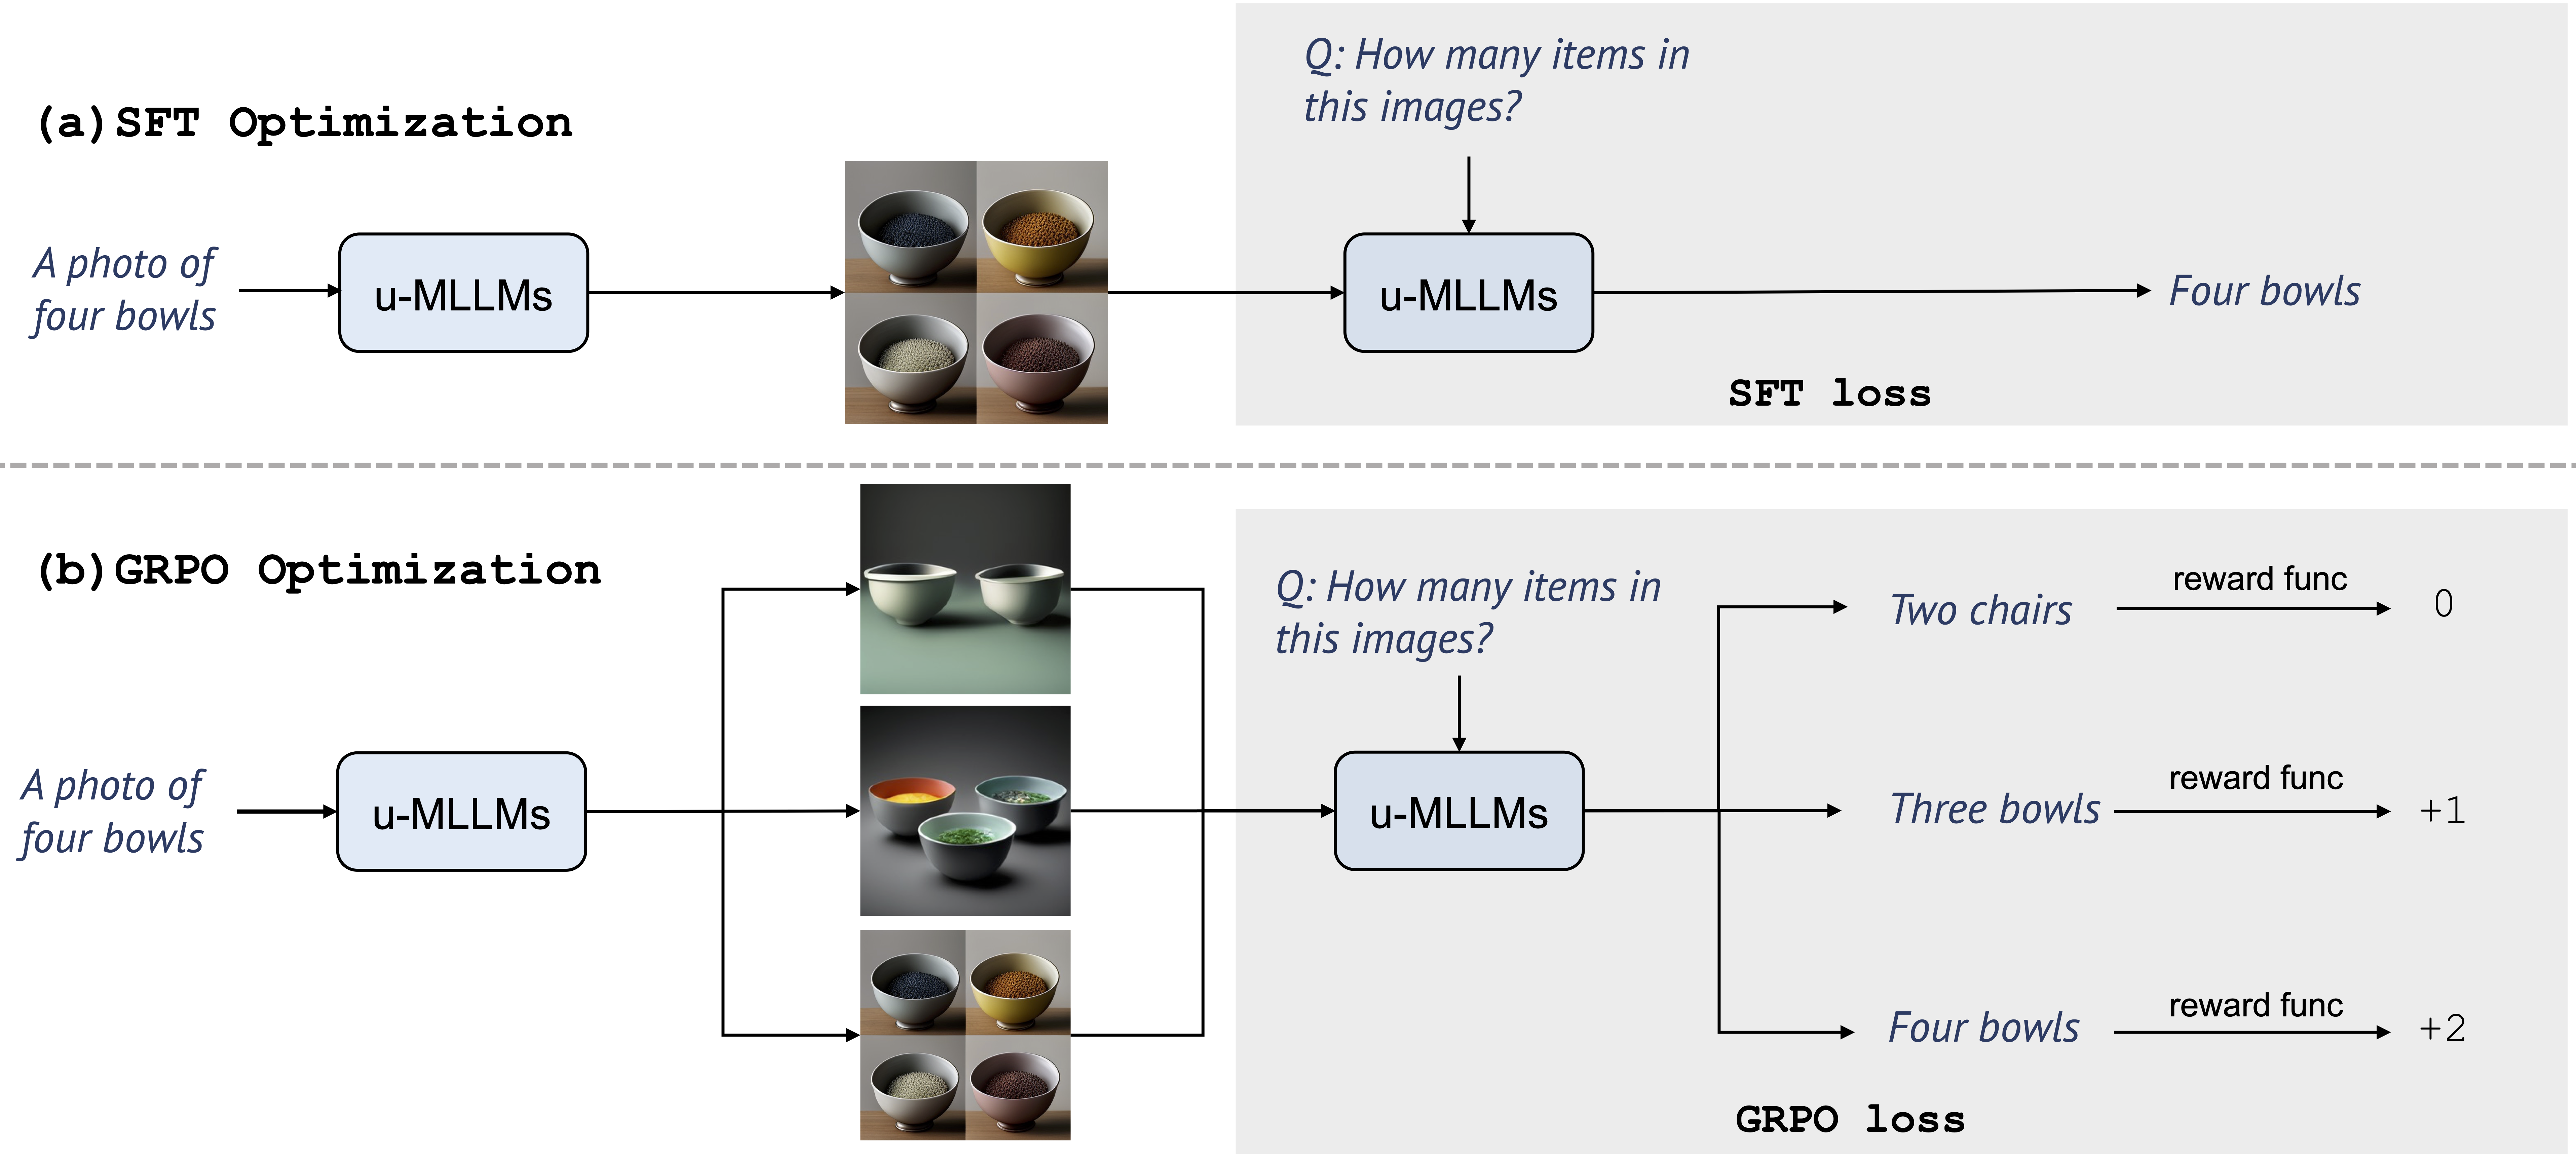 (a)SFT Optimization
Q: How many items in
this images?
A photo of
four bowls
u-MLLMs
u-MLLMs
Four bowls
SFT loss
(b)GRPO Optimization
Q: How many items in
this images?
A photo of
four bowls
u-MLLMs
u-MLLMs
Two chairs
reward func
0
Three bowls
reward func
+1
Four bowls
reward func
+2
GRPO loss